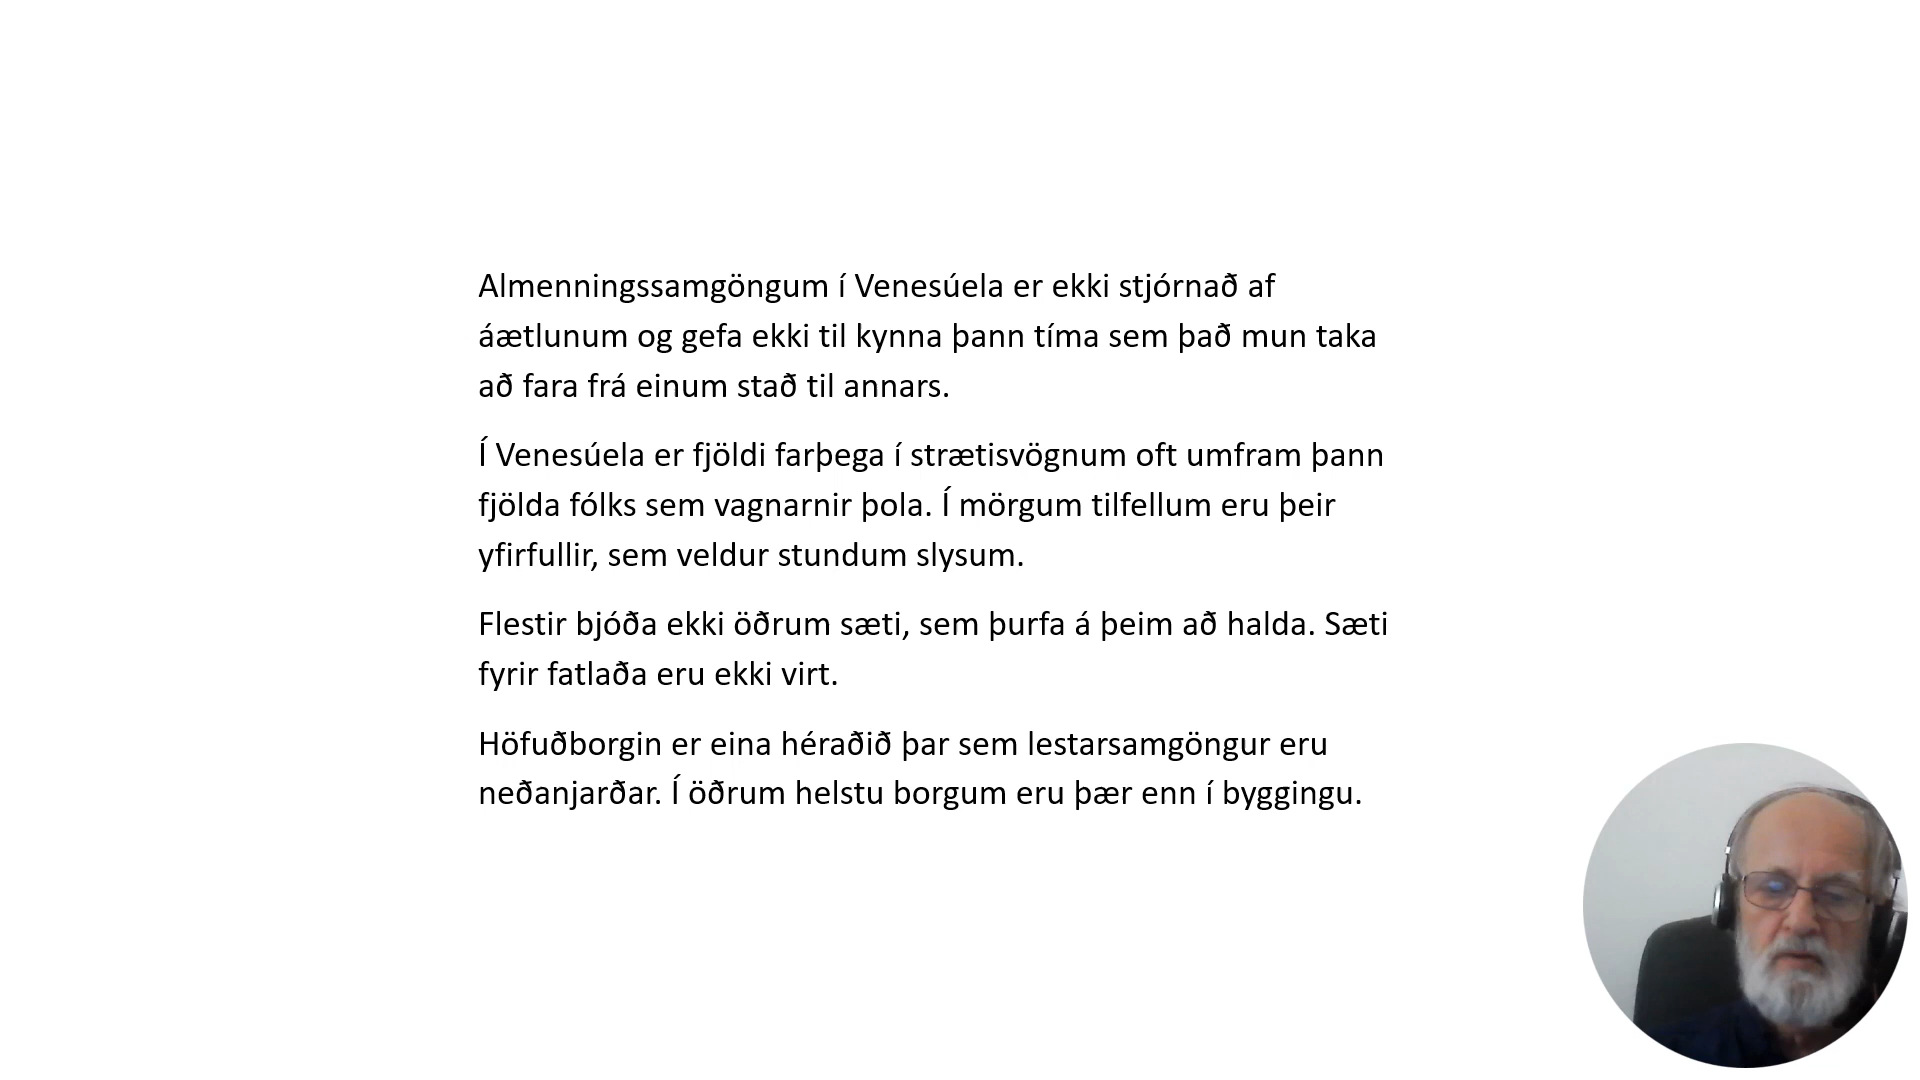 Almenningssamgöngum í Venesúela er ekki stjórnað af
áætlunum og gefa ekki til kynna þann tíma sem það mun taka
að fara frá einum stað til annars.
Í Venesúela er fjöldi farþega í strætisvögnum oft umfram þann
fjölda fólks sem vagnarnir þola. Í mörgum tilfellum eru þeir
yfirfullir, sem veldur stundum slysum.
Flestir bjóða ekki öðrum sæti, sem þurfa á þeim að halda. Sæti
fyrir fatlaða eru ekki virt.
Höfuðborgin er eina héraðið þar sem lestarsamgöngur eru
neðanjarðar. Í öðrum helstu borgum eru þær enn í byggingu.